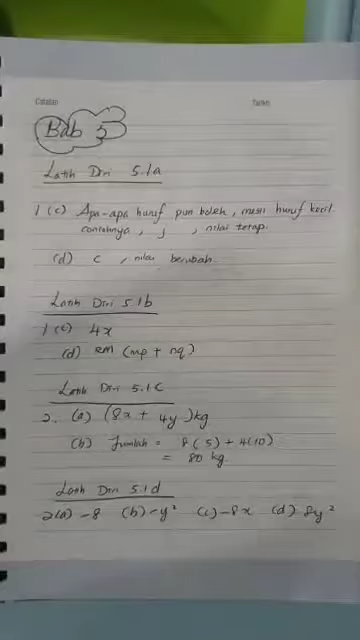 Catatan Tarikh
Bab 5
Latih Diri 5.1a
1 (c) Apa-apa huruf pun boleh, mesti huruf kecil.
contohnya, j , nilai tetap.
(d) c , nilai berubah.
Latih Diri 5.1b
1 (c) 4x
(d) RM (mp + nq)
Latih Diri 5.1c
2. (a) (8x + 4y)kg
(b) Jumlah = 8(5) + 4(10)
= 80 kg.
Latih Diri 5.1d
2(a) -8 (b) -y² (c) -8x (d) 8y²